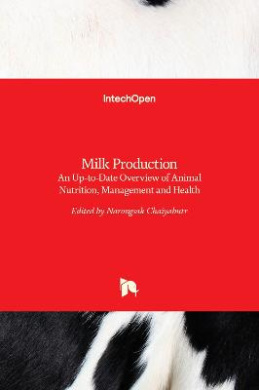 IntechOpen
Milk Production
An Up-to-Date Overview of Animal
Nutrition, Management and Health
Edited by Narongsak Chaiyabutr